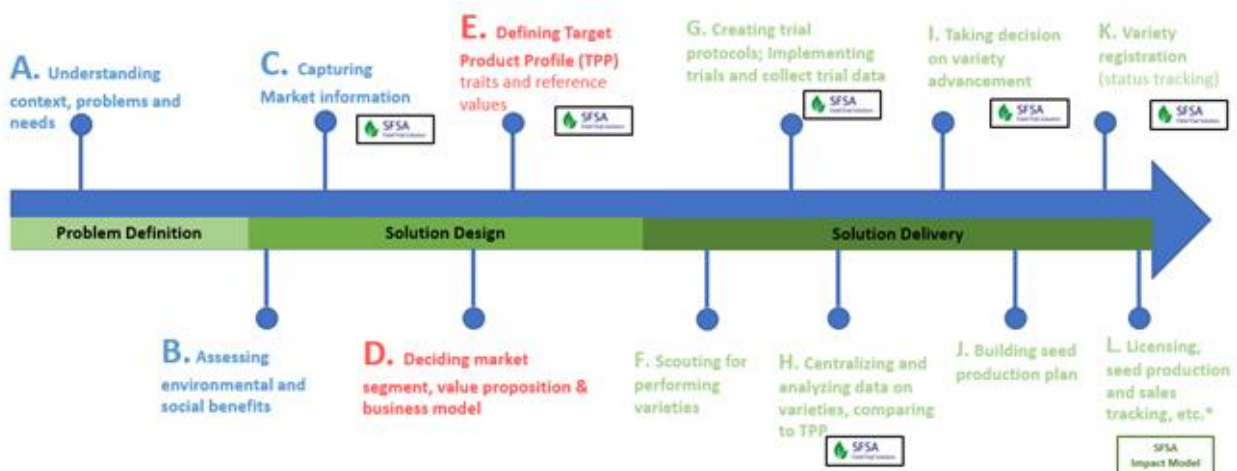 A. Understanding
context, problems and
needs
C. Capturing
Market information
SFSA
E. Defining Target
Product Profile (TPP)
traits and reference
values
SFSA
G. Creating trial
protocols; Implementing
trials and collect trial data
SFSA
I. Taking decision
on variety
advancement
SFSA
K. Variety
registration
(status tracking)
SFSA
Problem Definition
Solution Design
Solution Delivery
B. Assessing
environmental and
social benefits
D. Deciding market
segment, value proposition &
business model
F. Scouting for
performing
varieties
H. Centralizing and
analyzing data on
varieties, comparing
to TPP
SFSA
J. Building seed
production plan
L. Licensing,
seed production
and sales
tracking, etc.*
SFSA
Impact Model